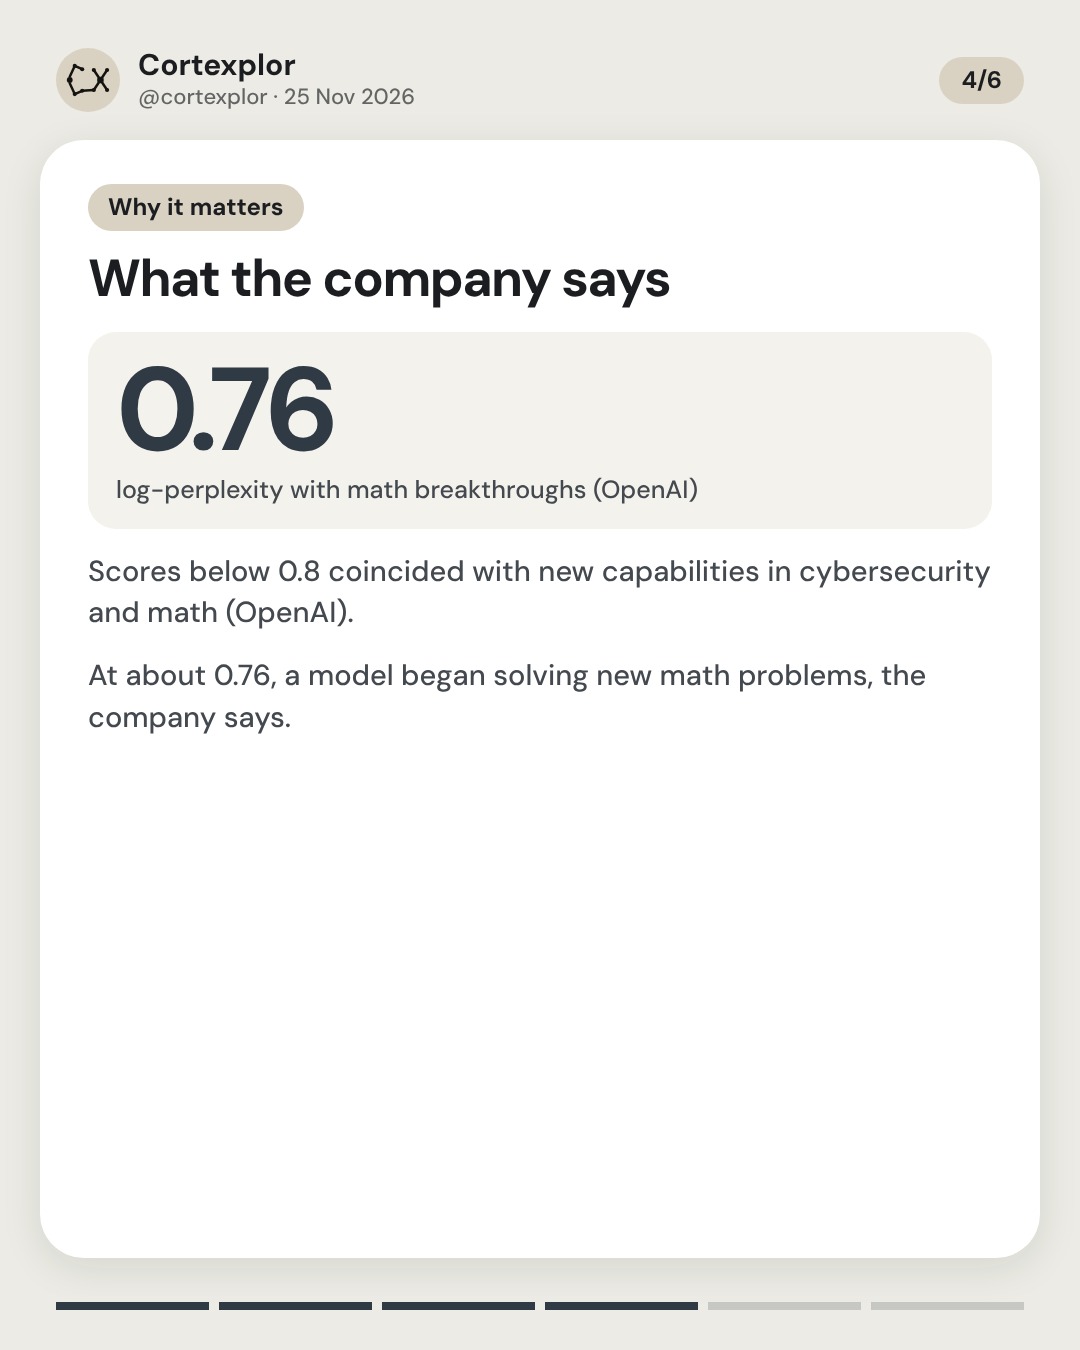 Cortexplor
@cortexplor · 25 Nov 2026
4/6
Why it matters
What the company says
0.76
log-perplexity with math breakthroughs (OpenAI)
Scores below 0.8 coincided with new capabilities in cybersecurity
and math (OpenAI).
At about 0.76, a model began solving new math problems, the
company says.